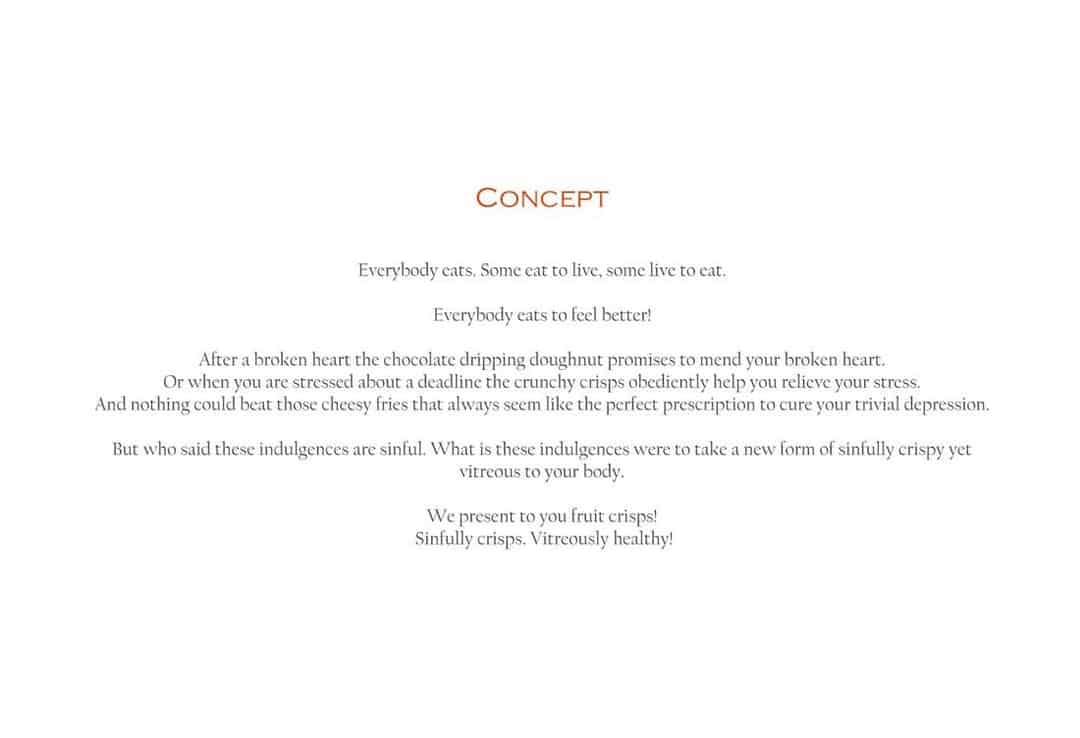 CONCEPT
Everybody eats. Some eat to live, some live to eat.
Everybody eats to feel better!
After a broken heart the chocolate dripping doughnut promises to mend your broken heart.
Or when you are stressed about a deadline the crunchy crisps obediently help you relieve your stress.
And nothing could beat those cheesy fries that always seem like the perfect prescription to cure your trivial depression.
But who said these indulgences are sinful. What is these indulgences were to take a new form of sinfully crispy yet
vitreous to your body.
We present to you fruit crisps!
Sinfully crisps. Vitreously healthy!